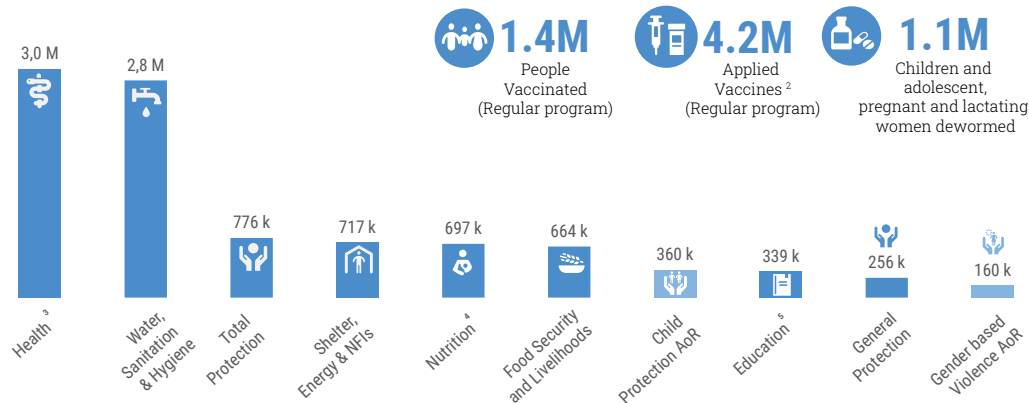 1.4M
People
Vaccinated
(Regular program)
4.2M
Applied
Vaccines ²
(Regular program)
1.1M
Children and
adolescent,
pregnant and lactating
women dewormed
3,0 M
2,8 M
776 k
717 k
697 k
664 k
360 k
339 k
256 k
160 k
Health ³
Water,
Sanitation
& Hygiene
Total
Protection
Shelter,
Energy & NFIs
Nutrition ⁴
Food Security
and Livelihoods
Child
Protection AoR
Education ⁵
General
Protection
Gender based
Violence AoR